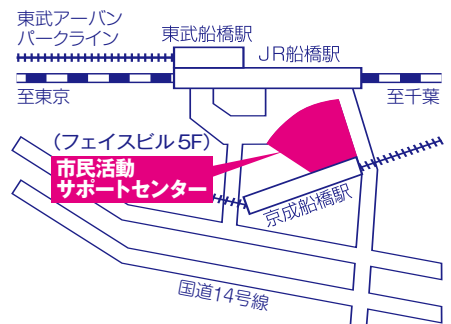 東武アーバン
パークライン
東武船橋駅
JR船橋駅
至東京
至千葉
(フェイスビル 5F)
市民活動
サポートセンター
京成船橋駅
国道14号線